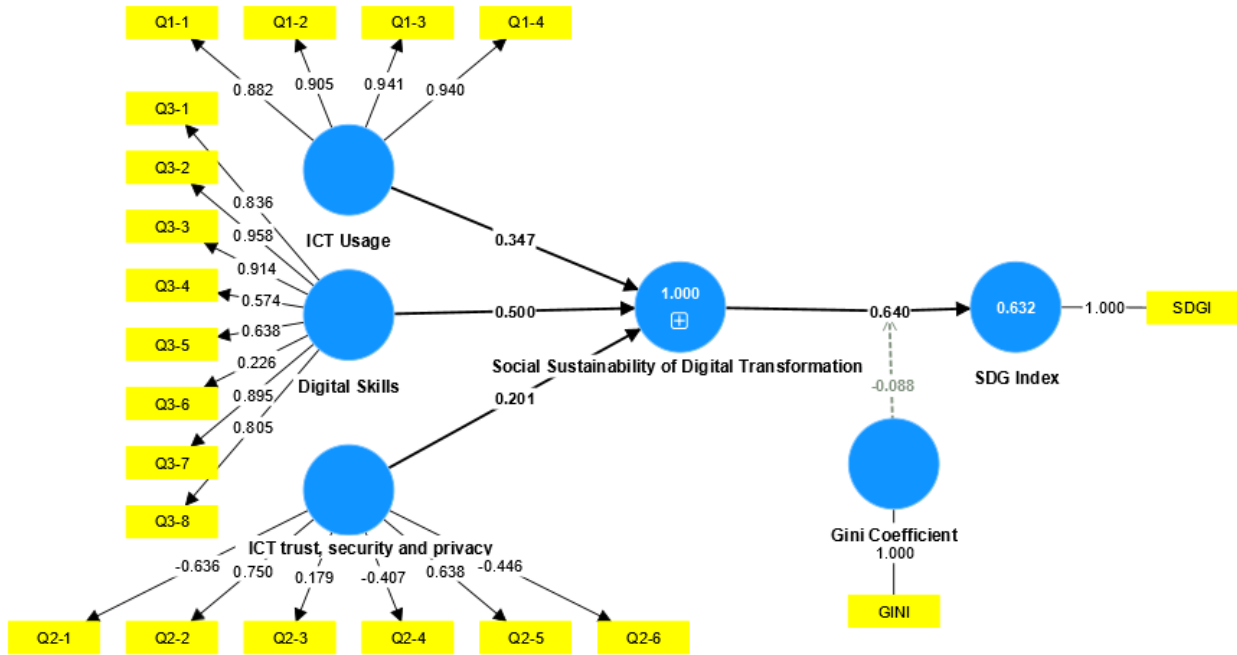 Q1-1
Q1-2
Q1-3
Q1-4
0.882
0.905
0.941
0.940
Q3-1
Q3-2
Q3-3
Q3-4
Q3-5
Q3-6
Q3-7
Q3-8
0.836
0.958
0.914
0.574
0.638
0.226
0.895
0.805
ICT Usage
0.347
Digital Skills
0.500
ICT trust, security and privacy
0.201
-0.636
0.750
0.179
-0.407
0.638
-0.446
Q2-1
Q2-2
Q2-3
Q2-4
Q2-5
Q2-6
1.000
Social Sustainability of Digital Transformation
0.640
-0.088
0.632
SDG Index
1.000
SDGI
Gini Coefficient
1.000
GINI